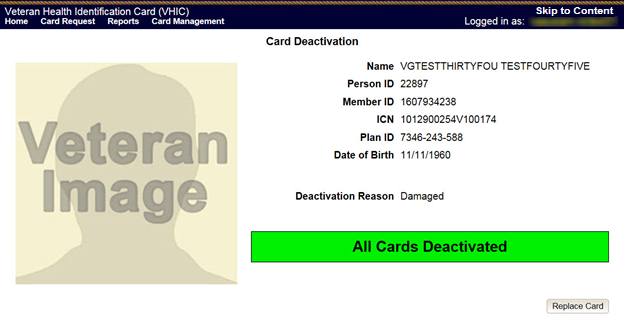 Veteran Health Identification Card (VHIC)
Skip to Content
Home Card Request Reports Card Management
Logged in as:
Card Deactivation
Veteran
Image
Name VGTESTTHIRTYFOU TESTFOURTYFIVE
Person ID 22897
Member ID 1607934238
ICN 1012900254V100174
Plan ID 7346-243-588
Date of Birth 11/11/1960
Deactivation Reason Damaged
All Cards Deactivated
Replace Card